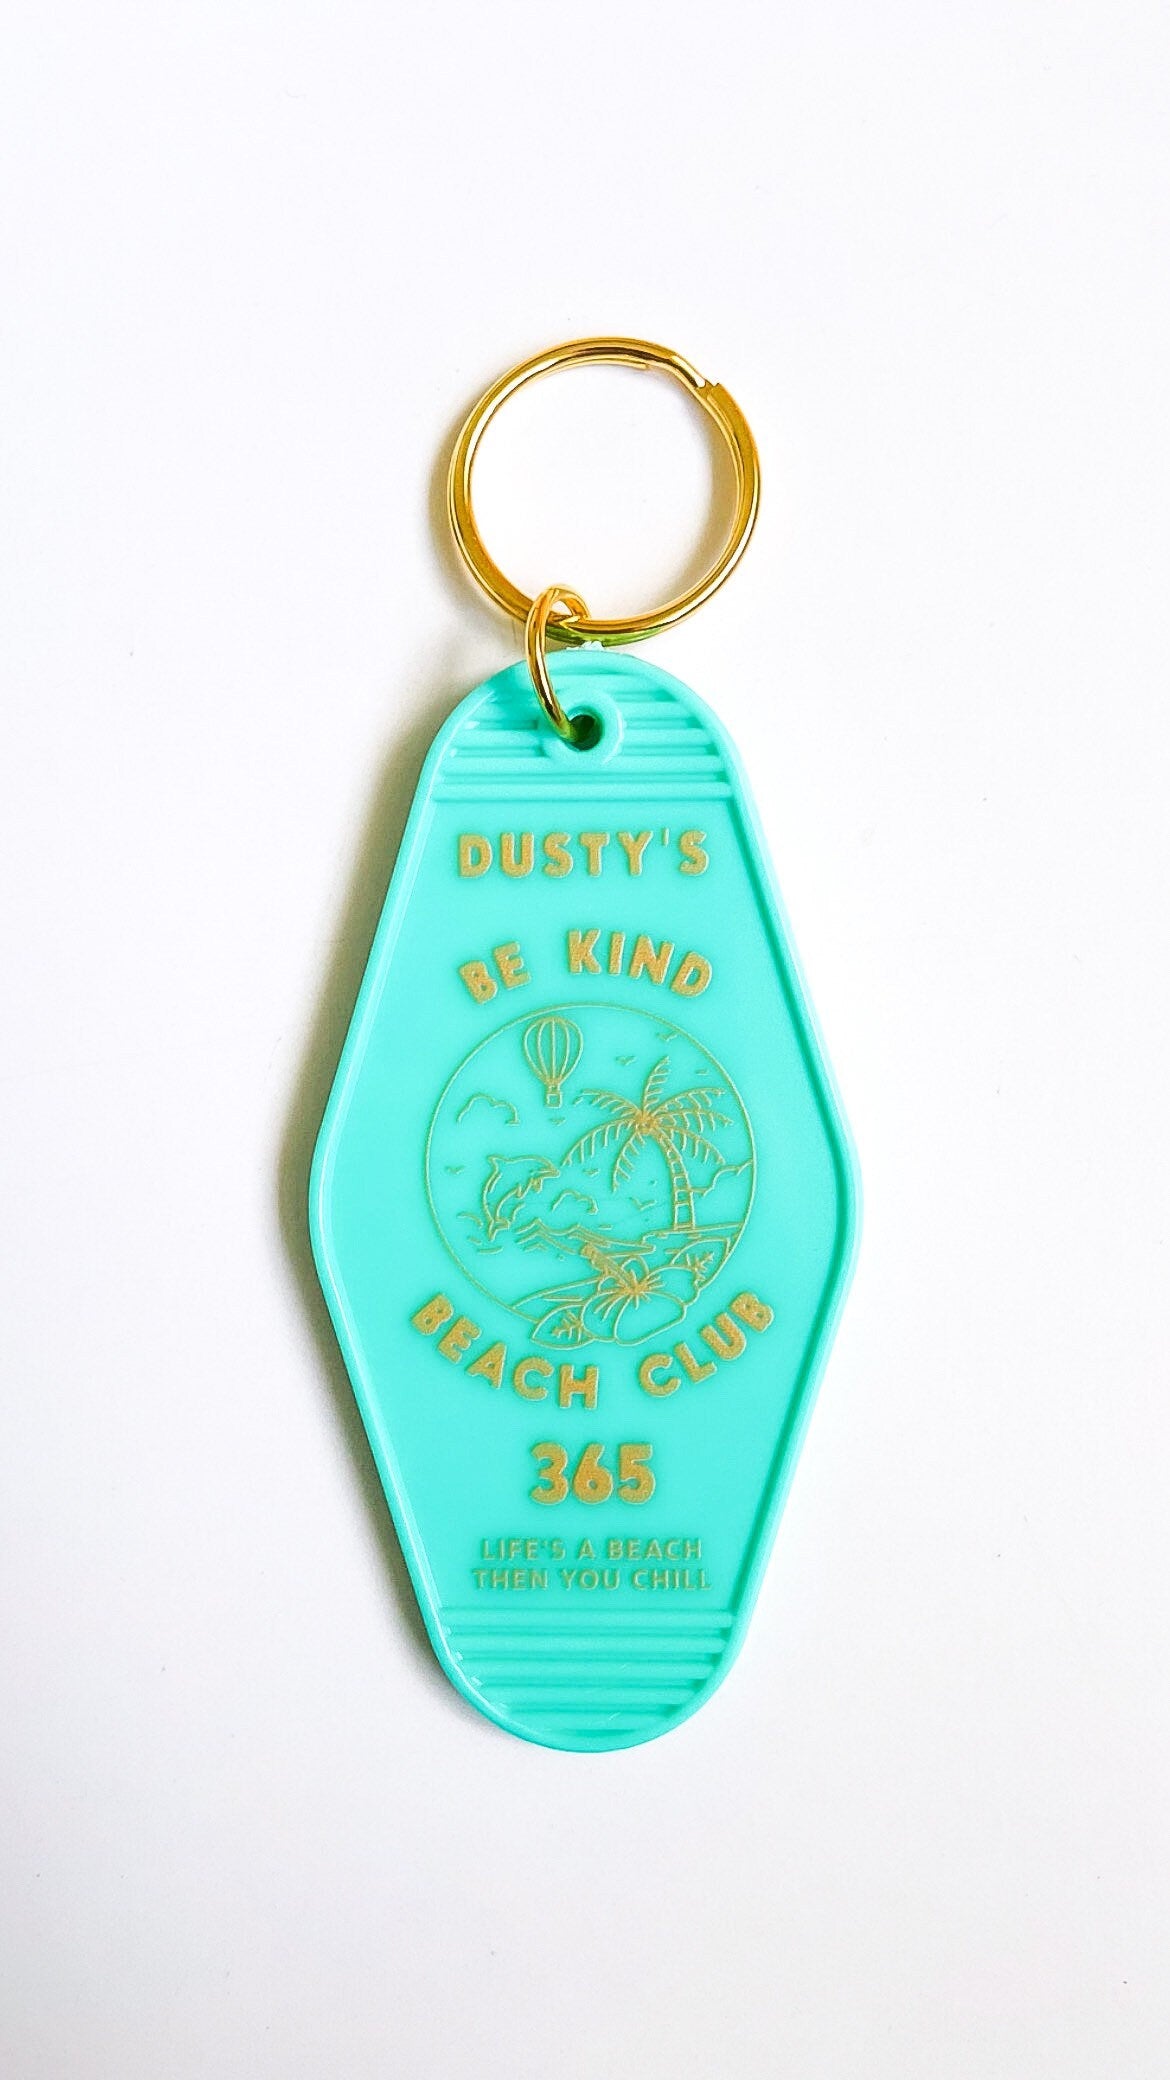 DUSTY'S
BE KIND
BEACH CLUB
365
LIFE'S A BEACH
THEN YOU CHILL